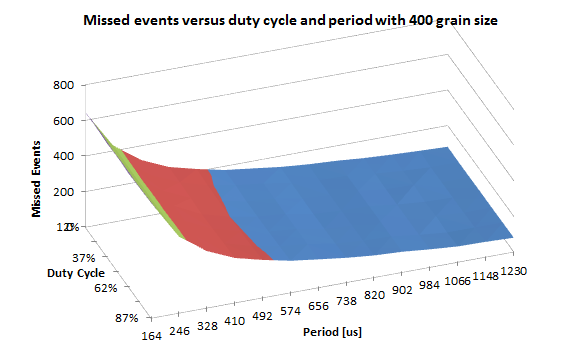 Missed events versus duty cycle and period with 400 grain size
800
600
400
200
0
Missed Events
12%
37%
62%
87%
Duty Cycle
164 246 328 410 492 574 656 738 820 902 984 1066 1148 1230
Period [us]